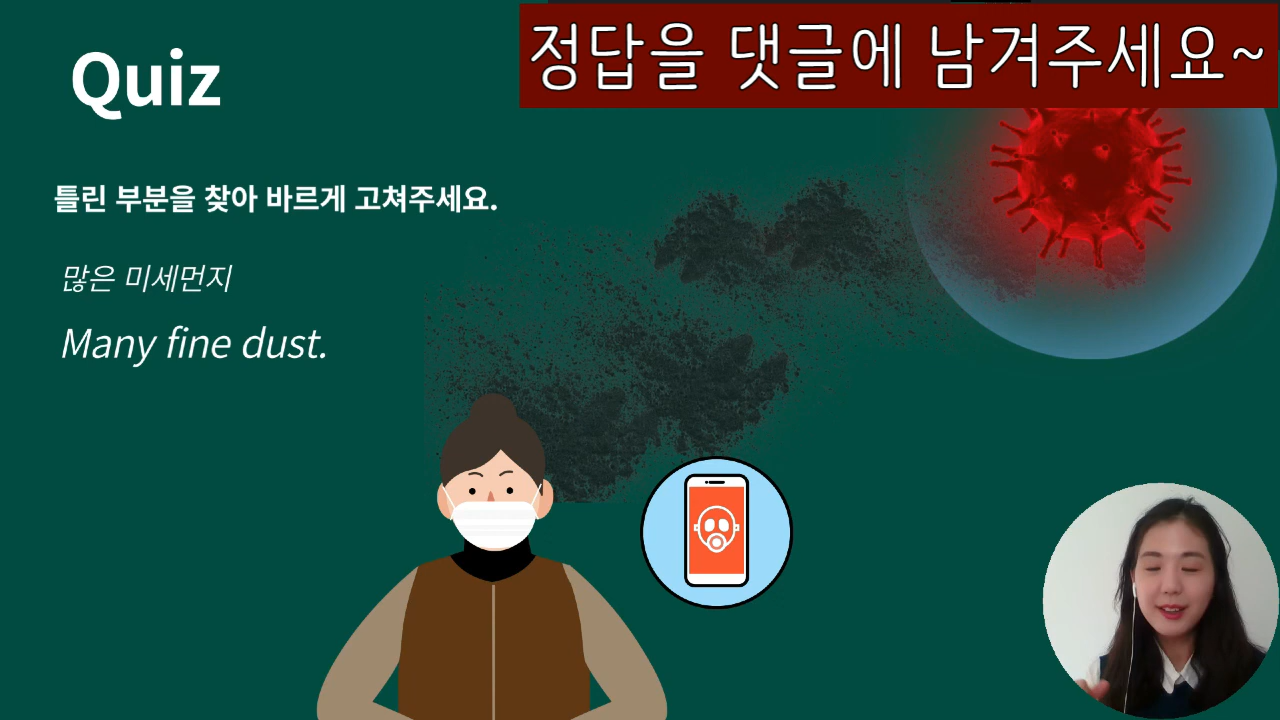 정답을 댓글에 남겨주세요~
Quiz
틀린 부분을 찾아 바르게 고쳐주세요.
많은 미세먼지
Many fine dust.